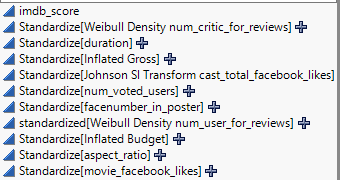 imdb_score
Standardize[Weibull Density num_critic_for_reviews]
Standardize[duration]
Standardize[Inflated Gross]
Standardize[Johnson Sl Transform cast_total_facebook_likes]
Standardize[num_voted_users]
Standardize[facenumber_in_poster]
standardized[Weibull Density num_user_for_reviews]
Standardize[Inflated Budget]
Standardize[aspect_ratio]
Standardize[movie_facebook_likes]